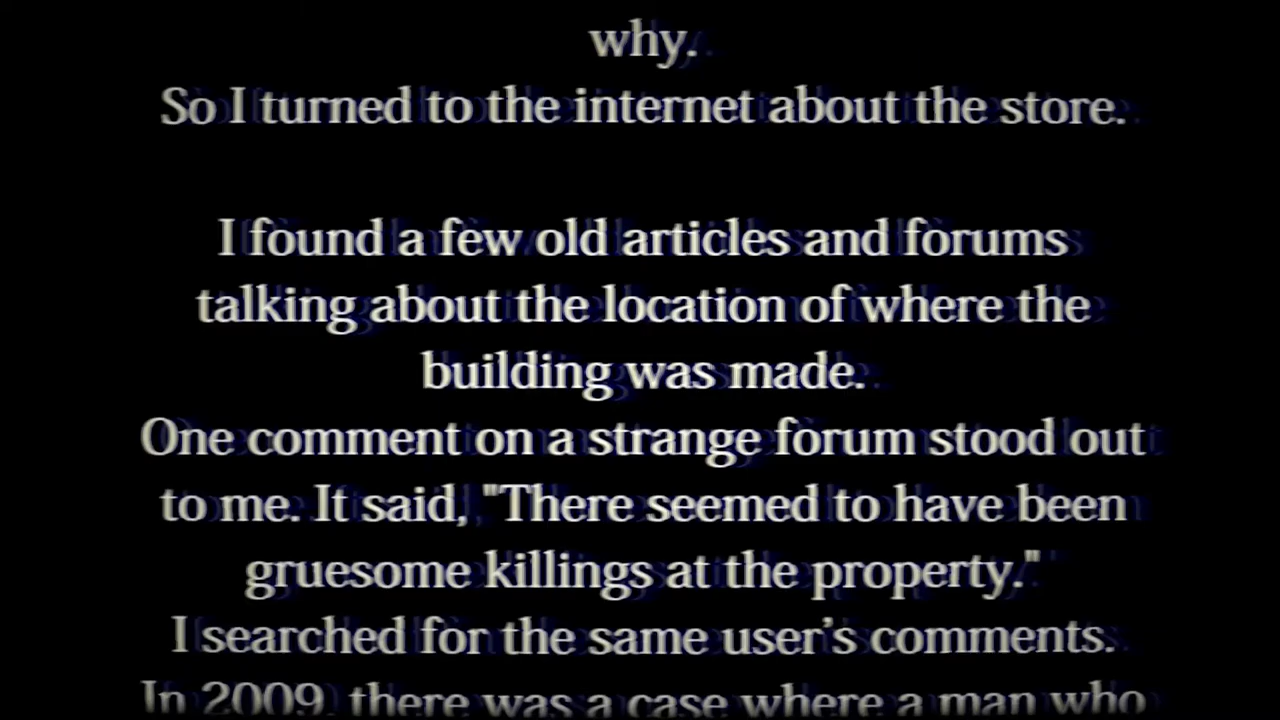 why.
So I turned to the internet about the store.
I found a few old articles and forums
talking about the location of where the
building was made.
One comment on a strange forum stood out
to me. It said, "There seemed to have been
gruesome killings at the property."
I searched for the same user's comments.
In 2009, there was a case where a man who